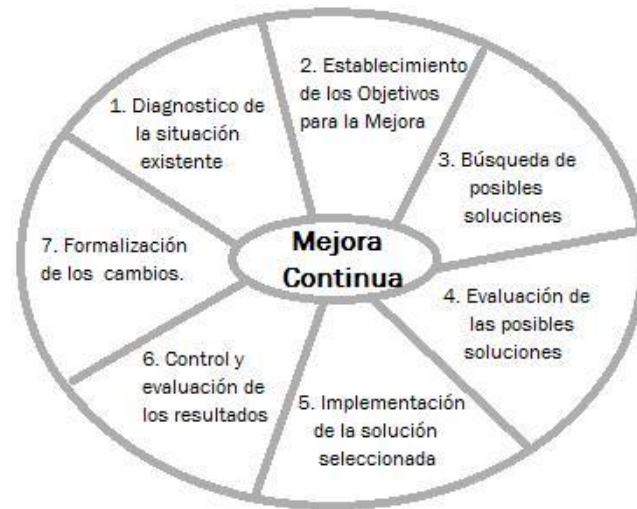 1. Diagnostico de
la situación
existente
2. Establecimiento
de los Objetivos
para la Mejora
3. Búsqueda de
posibles
soluciones
4. Evaluación de
las posibles
soluciones
5. Implementación
de la solución
seleccionada
6. Control y
evaluación de
los resultados
7. Formalización
de los cambios.
Mejora
Continua